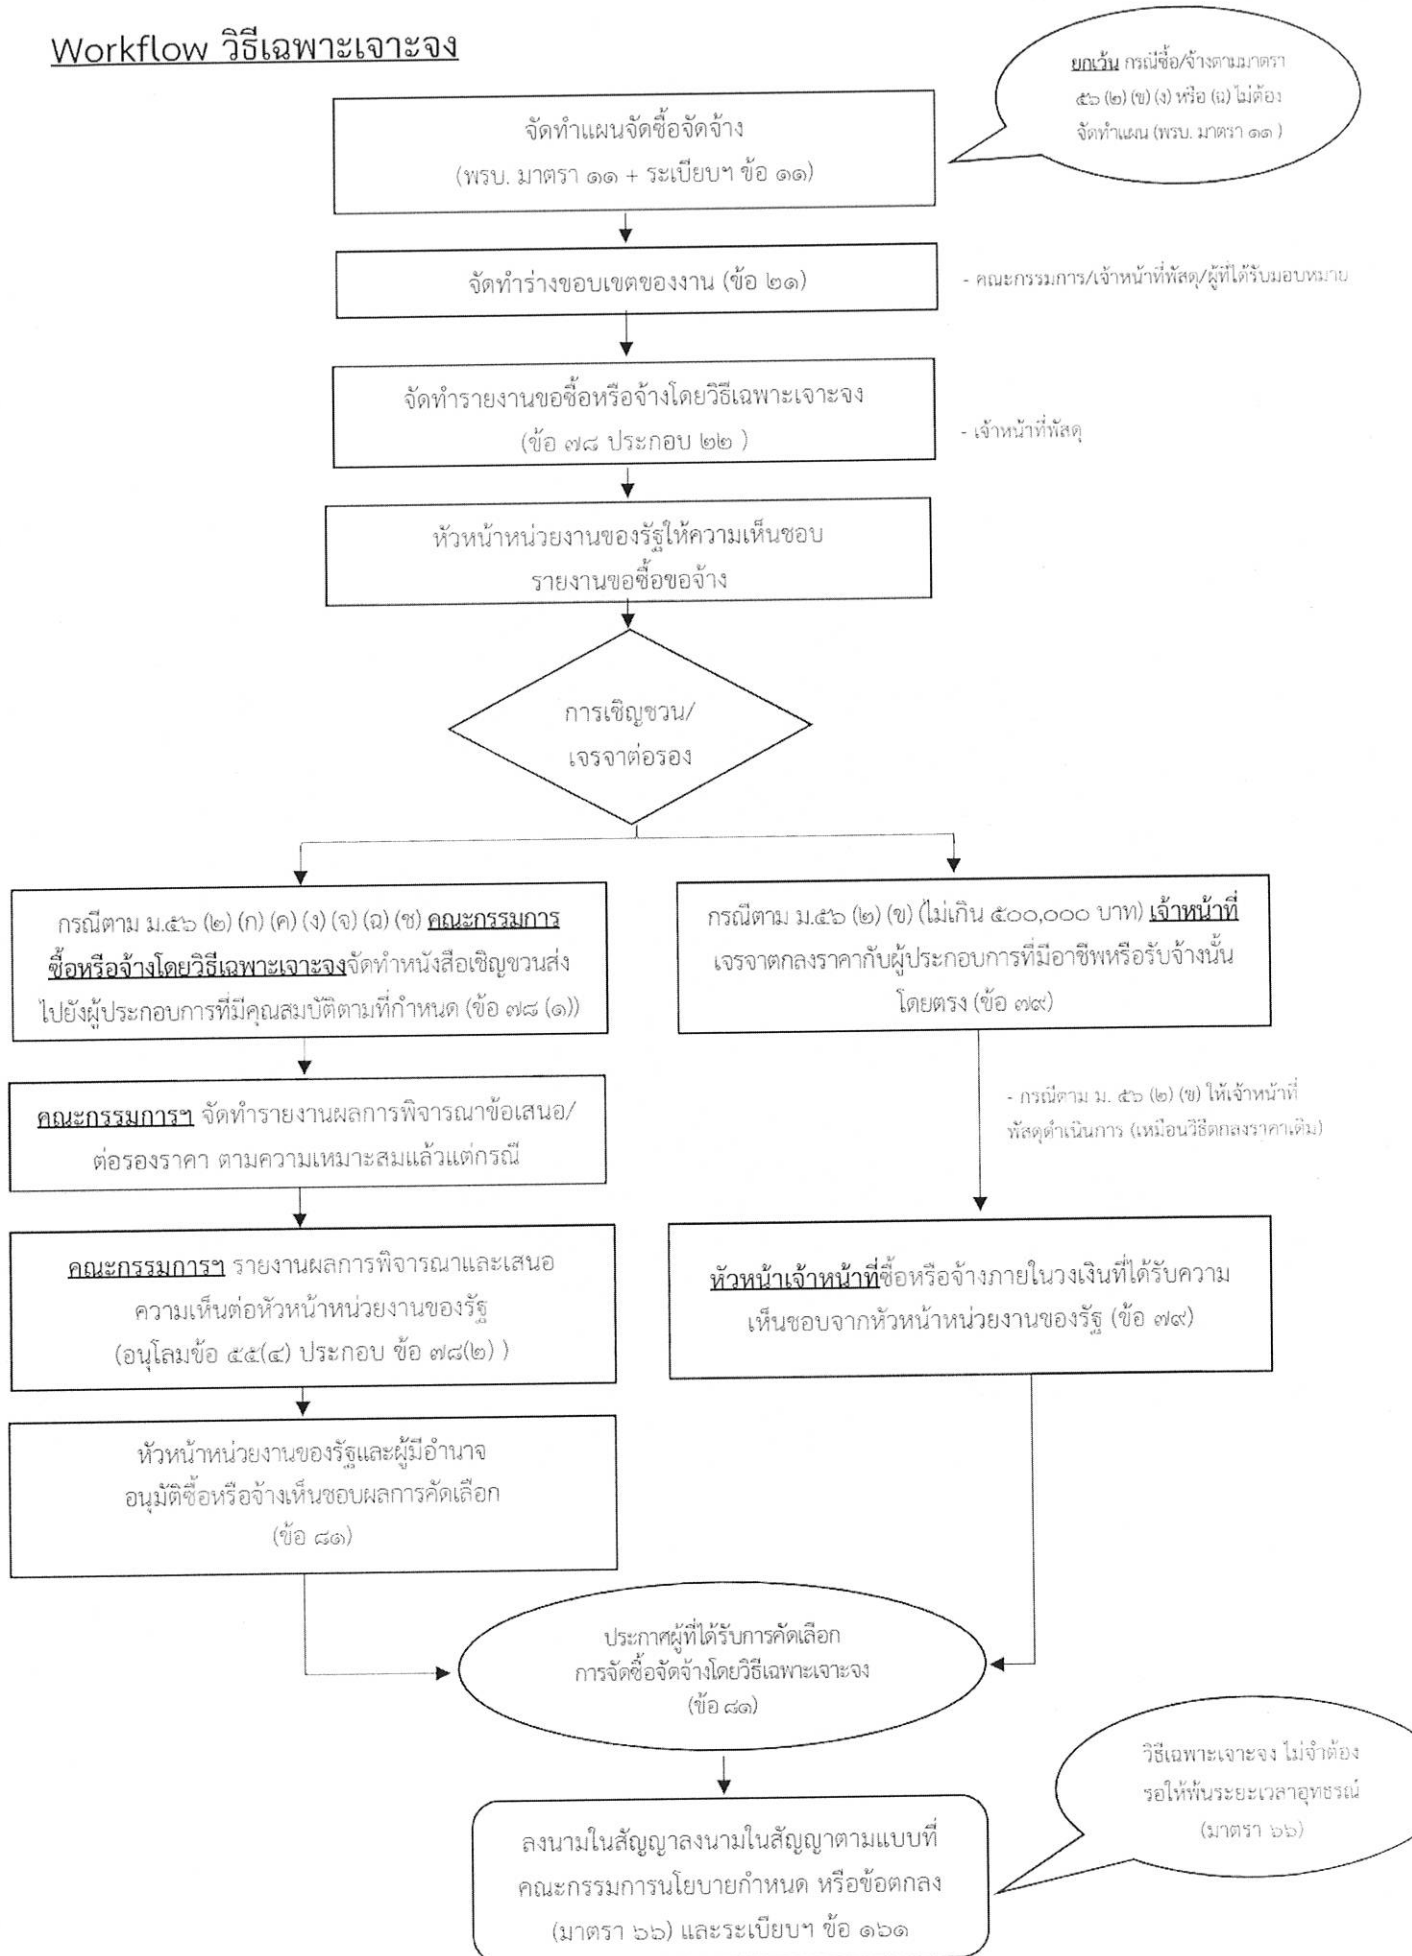 Workflow วิธีเฉพาะเจาะจง
ยกเว้น กรณีซื้อ/จ้างตามมาตรา
๕๖ (๒) (ข) (ง) หรือ (ฉ) ไม่ต้อง
จัดทำแผน (พรบ. มาตรา ๑๑ )
จัดทำแผนจัดซื้อจัดจ้าง
(พรบ. มาตรา ๑๑ + ระเบียบฯ ข้อ ๑๑)
จัดทำร่างขอบเขตของงาน (ข้อ ๒๑)
- คณะกรรมการ/เจ้าหน้าที่พัสดุ/ผู้ที่ได้รับมอบหมาย
จัดทำรายงานขอซื้อหรือจ้างโดยวิธีเฉพาะเจาะจง
(ข้อ ๗๘ ประกอบ ๒๒ )
- เจ้าหน้าที่พัสดุ
หัวหน้าหน่วยงานของรัฐให้ความเห็นชอบ
รายงานขอซื้อขอจ้าง
การเชิญชวน/
เจรจาต่อรอง
กรณีตาม ม.๕๖ (๒) (ก) (ค) (ง) (จ) (ฉ) (ช) คณะกรรมการ
ซื้อหรือจ้างโดยวิธีเฉพาะเจาะจงจัดทำหนังสือเชิญชวนส่ง
ไปยังผู้ประกอบการที่มีคุณสมบัติตามที่กำหนด (ข้อ ๗๘ (๑))
กรณีตาม ม.๕๖ (๒) (ข) (ไม่เกิน ๕๐๐,๐๐๐ บาท) เจ้าหน้าที่
เจรจาตกลงราคากับผู้ประกอบการที่มีอาชีพหรือรับจ้างนั้น
โดยตรง (ข้อ ๗๙)
คณะกรรมการฯ จัดทำรายงานผลการพิจารณาข้อเสนอ/
ต่อรองราคา ตามความเหมาะสมแล้วแต่กรณี
- กรณีตาม ม. ๕๖ (๒) (ข) ให้เจ้าหน้าที่
พัสดุดำเนินการ (เหมือนวิธีตกลงราคาเดิม)
คณะกรรมการฯ รายงานผลการพิจารณาและเสนอ
ความเห็นต่อหัวหน้าหน่วยงานของรัฐ
(อนุโลมข้อ ๕๕(๔) ประกอบ ข้อ ๗๘(๒) )
หัวหน้าเจ้าหน้าที่ซื้อหรือจ้างภายในวงเงินที่ได้รับความ
เห็นชอบจากหัวหน้าหน่วยงานของรัฐ (ข้อ ๗๙)
หัวหน้าหน่วยงานของรัฐและผู้มีอำนาจ
อนุมัติซื้อหรือจ้างเห็นชอบผลการคัดเลือก
(ข้อ ๘๑)
ประกาศผู้ที่ได้รับการคัดเลือก
การจัดซื้อจัดจ้างโดยวิธีเฉพาะเจาะจง
(ข้อ ๘๑)
วิธีเฉพาะเจาะจง ไม่จำต้อง
รอให้พ้นระยะเวลาอุทธรณ์
(มาตรา ๖๖)
ลงนามในสัญญาลงนามในสัญญาตามแบบที่
คณะกรรมการนโยบายกำหนด หรือข้อตกลง
(มาตรา ๖๖) และระเบียบฯ ข้อ ๑๖๑